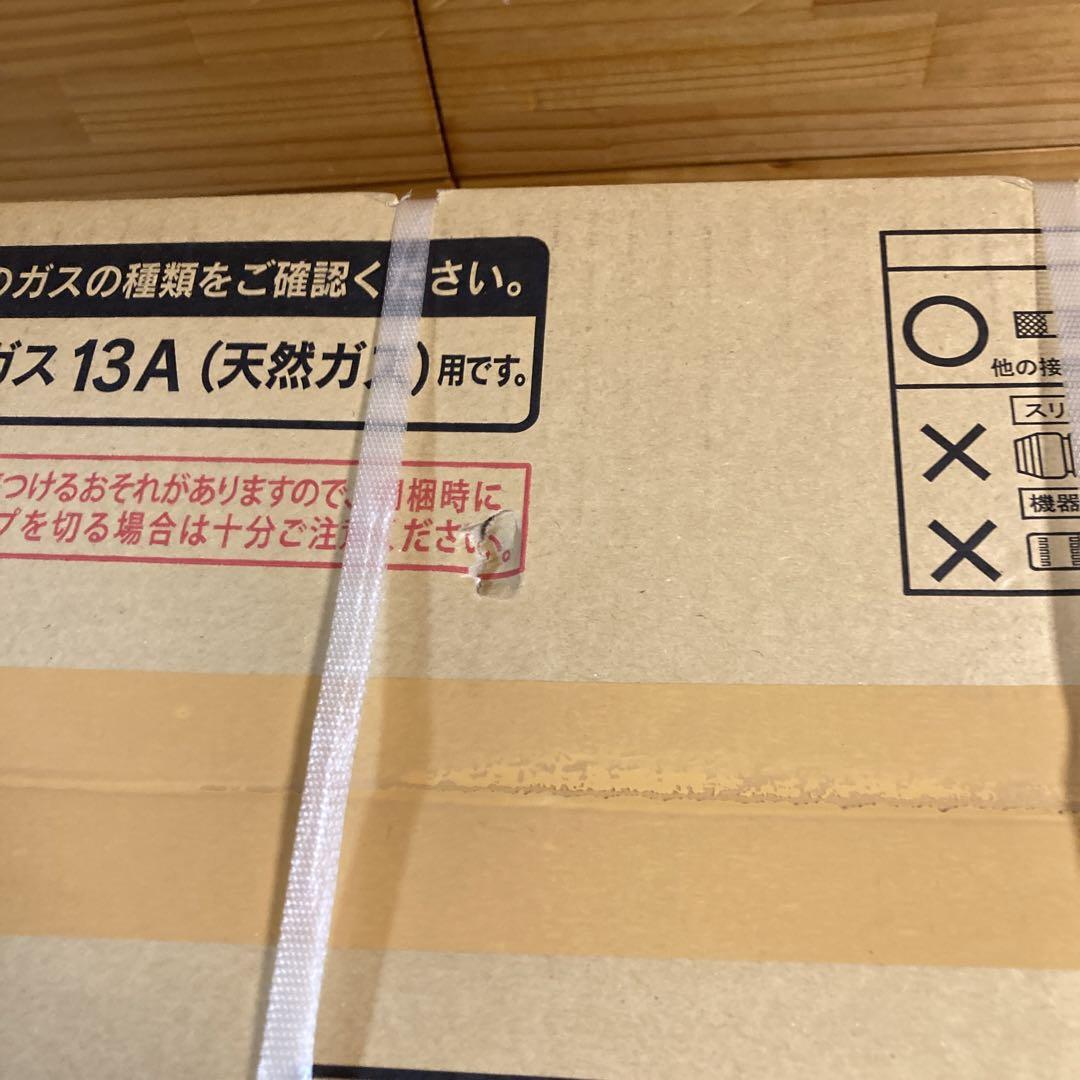 のガスの種類をご確認ください。
ガス13A(天然ガス)用です。
つけるおそれがありますので、開梱時に
プを切る場合は十分ご注意ください。
○
他の接
×
スリ
機器
×